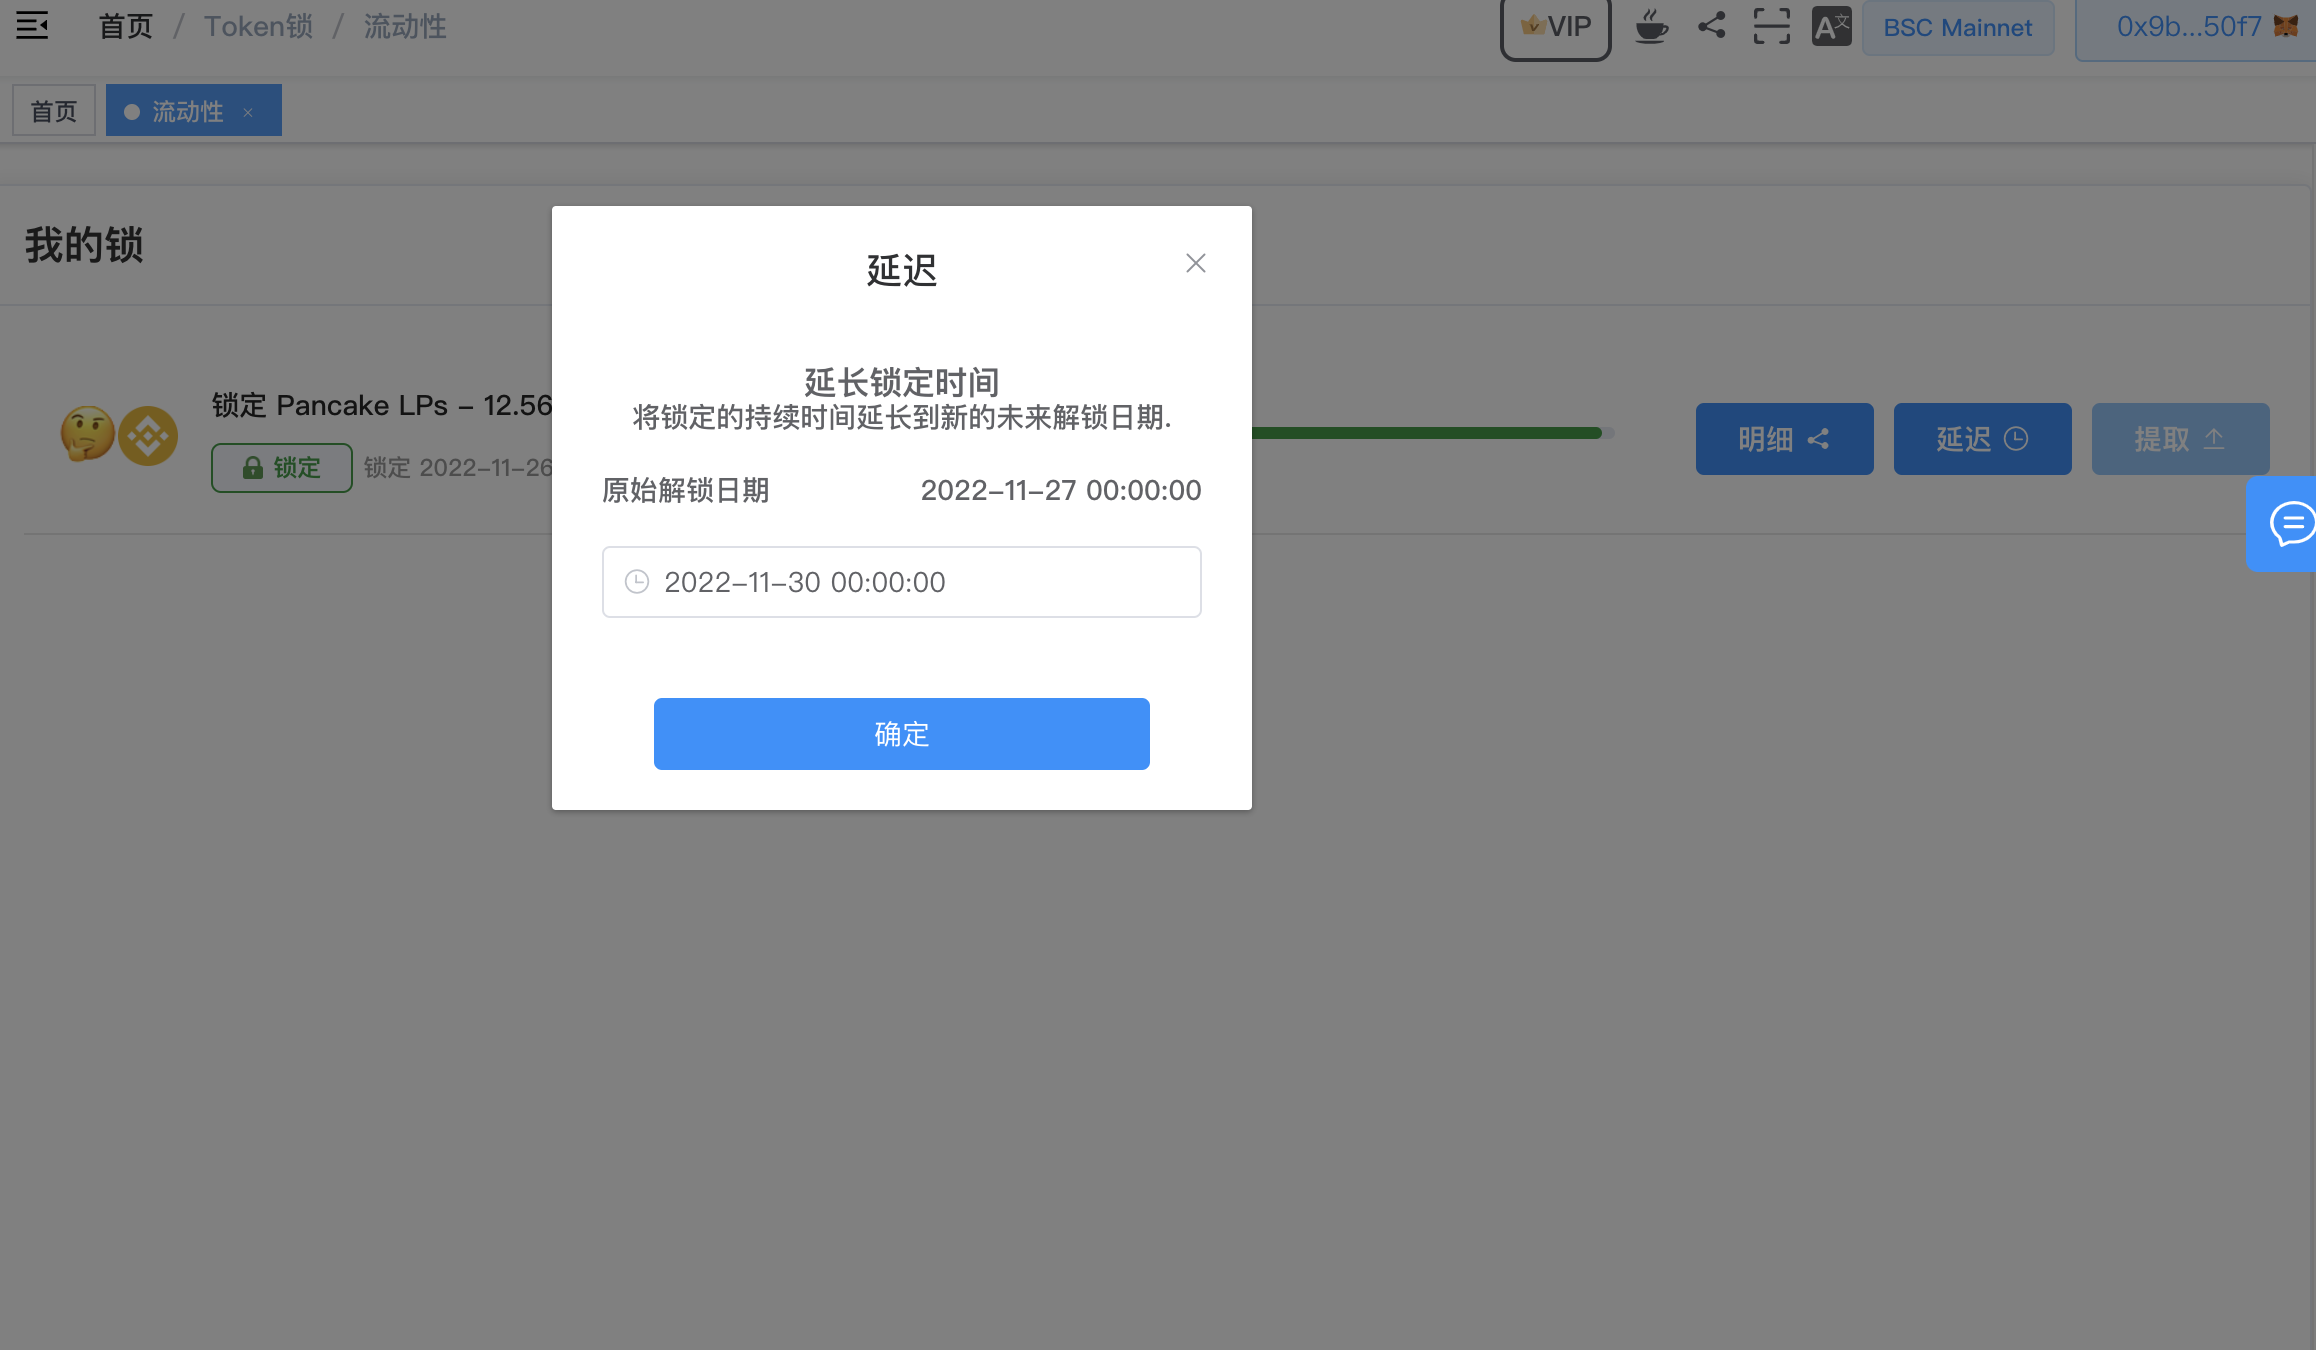 首页 / Token锁 / 流动性
VIP
BSC Mainnet
0x9b...50f7
首页
流动性 ×
我的锁
延迟
延长锁定时间
将锁定的持续时间延长到新的未来解锁日期.
锁定 Pancake LPs – 12.56
锁定
锁定 2022-11-26
明细
延迟
提取
原始解锁日期
2022-11-27 00:00:00
2022-11-30 00:00:00
确定